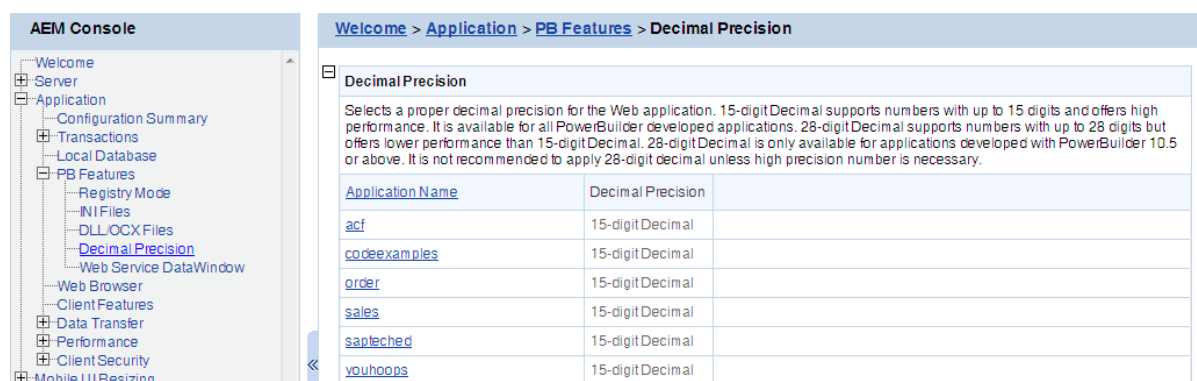 AEM Console
Welcome
Server
Application
Configuration Summary
Transactions
Local Database
PB Features
Registry Mode
INI Files
DLL/OCX Files
Decimal Precision
Web Service DataWindow
Web Browser
Client Features
Data Transfer
Performance
Client Security
Mobile UI Resizing
«
Welcome > Application > PB Features > Decimal Precision
Decimal Precision
Selects a proper decimal precision for the Web application. 15-digit Decimal supports numbers with up to 15 digits and offers high
performance. It is available for all PowerBuilder developed applications. 28-digit Decimal supports numbers with up to 28 digits but
offers lower performance than 15-digit Decimal. 28-digit Decimal is only available for applications developed with PowerBuilder 10.5
or above. It is not recommended to apply 28-digit decimal unless high precision number is necessary.
Application Name Decimal Precision
acf 15-digit Decimal
codeexamples 15-digit Decimal
order 15-digit Decimal
sales 15-digit Decimal
sapteched 15-digit Decimal
youhoops 15-digit Decimal